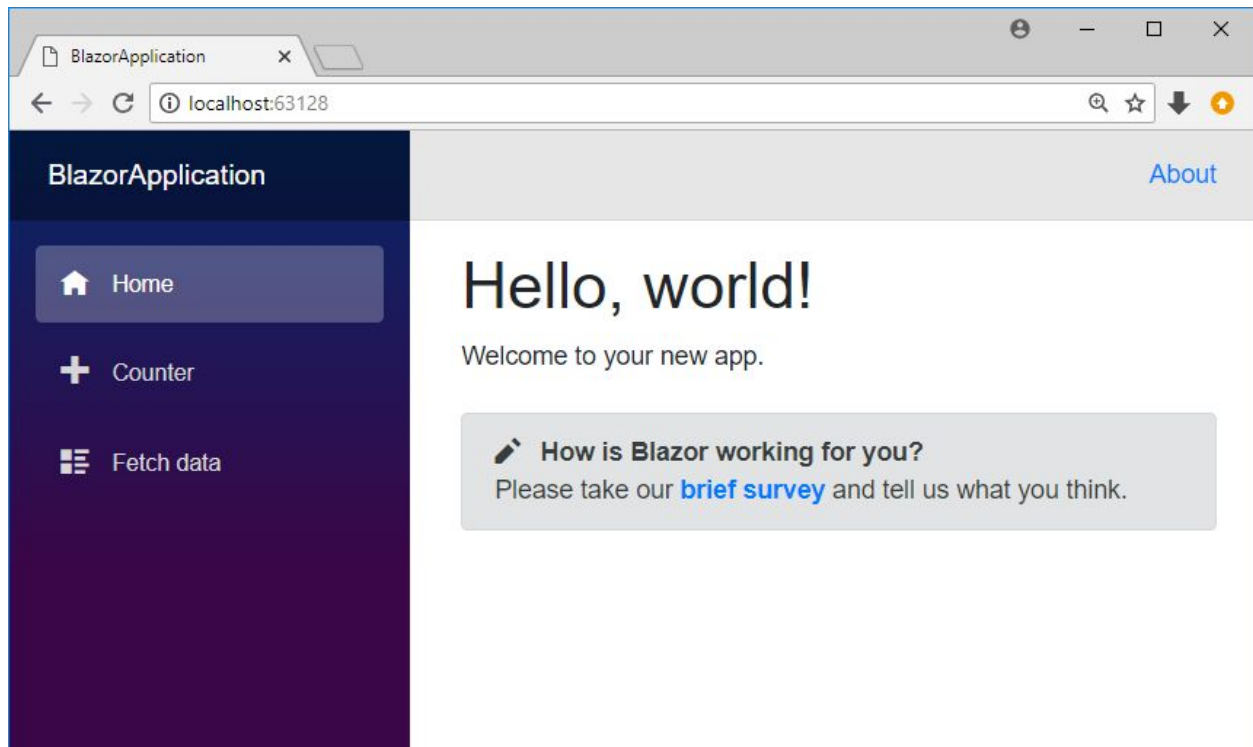 BlazorApplication
localhost:63128
BlazorApplication
About
Home
Counter
Fetch data
Hello, world!
Welcome to your new app.
How is Blazor working for you?
Please take our brief survey and tell us what you think.